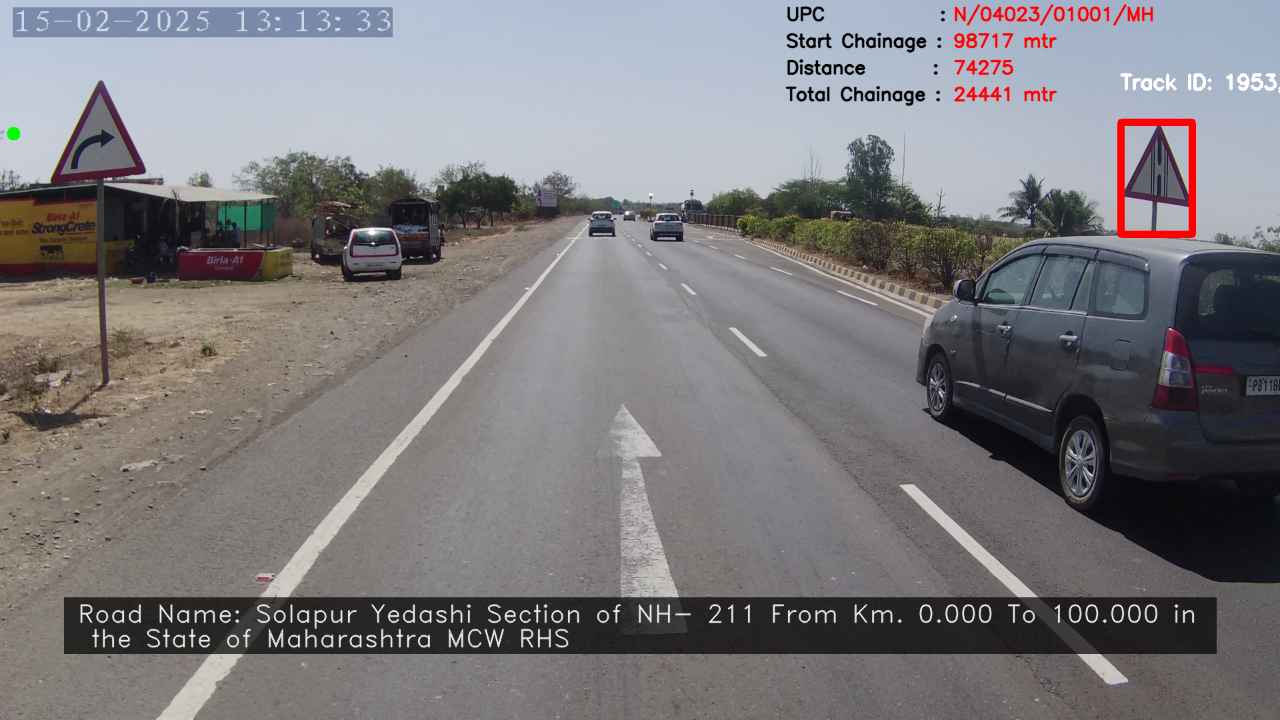 15-02-2025 13:13:33
UPC : N/04023/01001/MH
Start Chainage : 98717 mtr
Distance : 74275
Total Chainage : 24441 mtr
Track ID: 1953,
Birla A1
StrongCrete
Birla A1
Road Name: Solapur Yedashi Section of NH- 211 From Km. 0.000 To 100.000 in
the State of Maharashtra MCW RHS